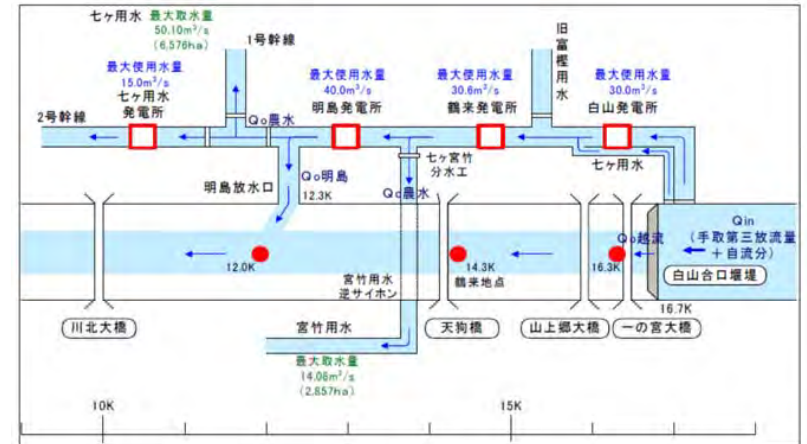 七ヶ用水 最大取水量
50.10m³/s
(6,576ha)
1号幹線
旧富樫用水
最大使用水量
15.0m³/s
七ヶ用水
発電所
最大使用水量
40.0m³/s
明島発電所
最大使用水量
30.6m³/s
鶴来発電所
最大使用水量
30.0m³/s
白山発電所
2号幹線
Qo農水
七ヶ用水
七ヶ宮竹
分水工
明島放水口
Qo明島
12.3K
Qo農水
Qin
(手取第三放流量
+自流分)
Qo越流
白山合口堰堤
12.0K
14.3K
鶴来地点
16.3K
16.7K
宮竹用水
逆サイホン
川北大橋
宮竹用水
天狗橋
山上郷大橋
一の宮大橋
最大取水量
14.06m³/s
(2,857ha)
10K
15K